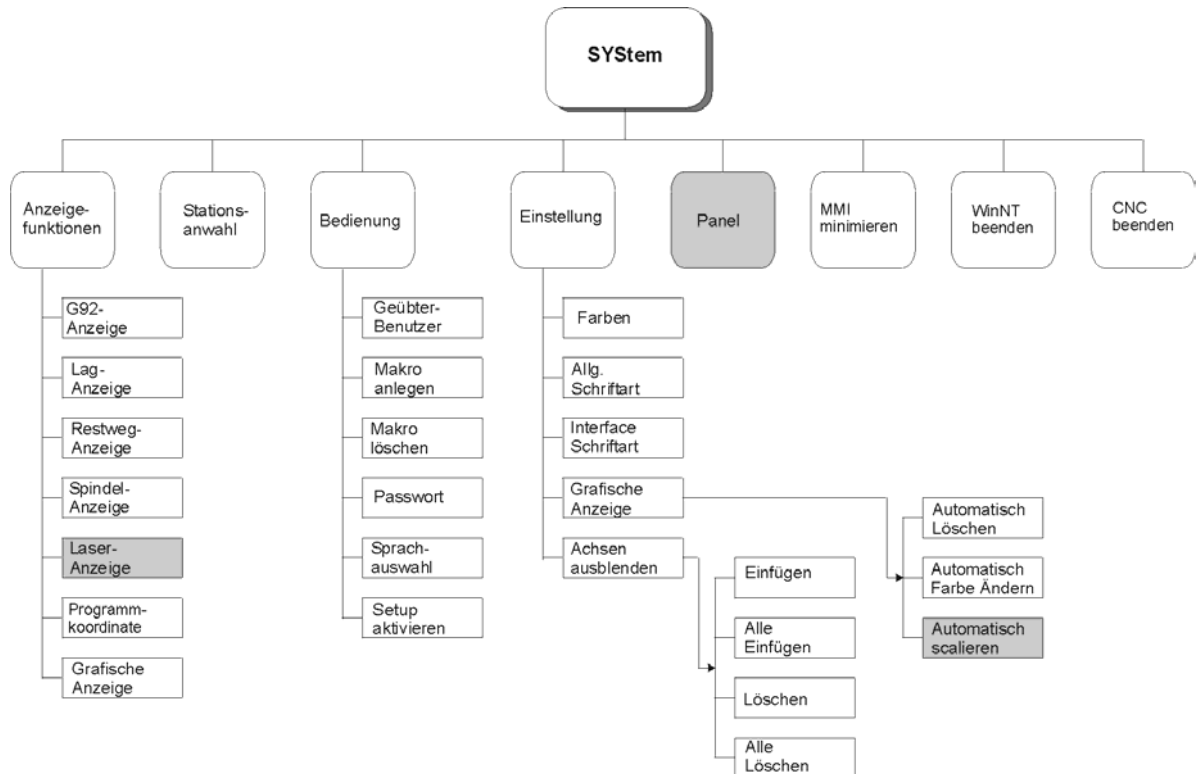 SYStem
Anzeige-
funktionen
Stations-
anwahl
Bedienung
Einstellung
Panel
MMI
minimieren
WinNT
beenden
CNC
beenden
G92-
Anzeige
Lag-
Anzeige
Restweg-
Anzeige
Spindel-
Anzeige
Laser-
Anzeige
Programm-
koordinate
Grafische
Anzeige
Geübter-
Benutzer
Makro
anlegen
Makro
löschen
Passwort
Sprach-
auswahl
Setup
aktivieren
Farben
Allg.
Schriftart
Interface
Schriftart
Grafische
Anzeige
Achsen
ausblenden
Einfügen
Alle
Einfügen
Löschen
Alle
Löschen
Automatisch
Löschen
Automatisch
Farbe Ändern
Automatisch
scalieren